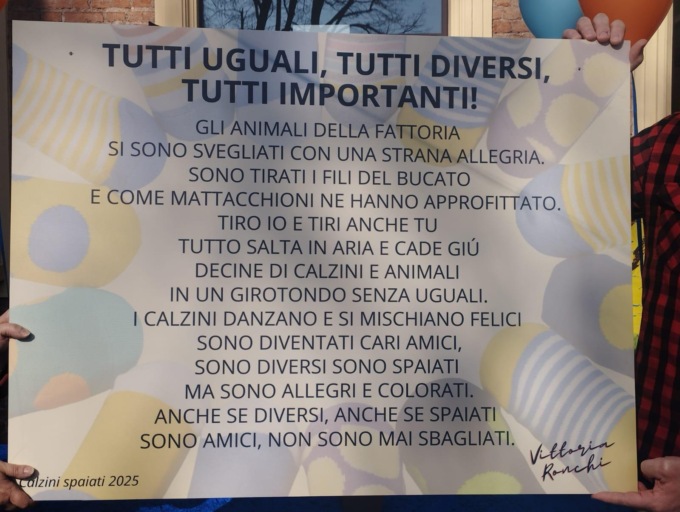 TUTTI UGUALI, TUTTI DIVERSI,
TUTTI IMPORTANTI!
GLI ANIMALI DELLA FATTORIA
SI SONO SVEGLIATI CON UNA STRANA ALLEGRIA.
SONO TIRATI I FILI DEL BUCATO
E COME MATTACCHIONI NE HANNO APPROFITTATO.
TIRO IO E TIRI ANCHE TU
TUTTO SALTA IN ARIA E CADE GIÚ
DECINE DI CALZINI E ANIMALI
IN UN GIROTONDO SENZA UGUALI.
I CALZINI DANZANO E SI MISCHIANO FELICI
SONO DIVENTATI CARI AMICI,
SONO DIVERSI SONO SPAIATI
MA SONO ALLEGRI E COLORATI.
ANCHE SE DIVERSI, ANCHE SE SPAIATI
SONO AMICI, NON SONO MAI SBAGLIATI.
Vittoria
Ronchi
Calzini spaiati 2025